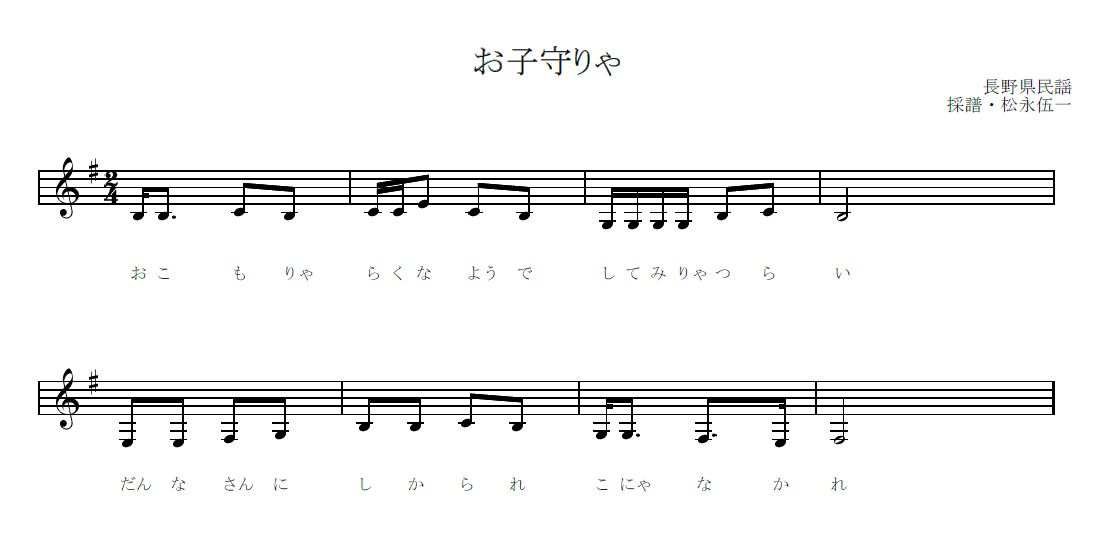 お子守りゃ
長野県民謡
採譜・松永伍一
2
4
おこ も りゃ らくな よう で してみりゃつ ら い
だん な さん に し か ら れ こ にゃ な か れ